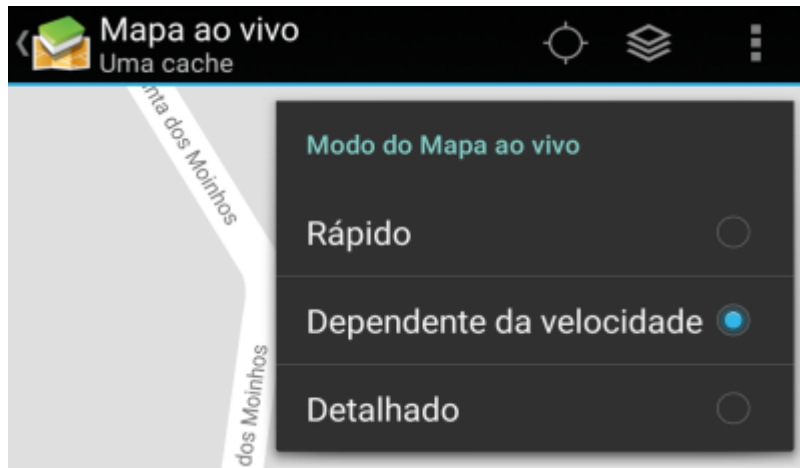 Mapa ao vivo
Uma cache
nta dos Moinhos
Modo do Mapa ao vivo
Rápido
Dependente da velocidade
Detalhado
dos Moinhos